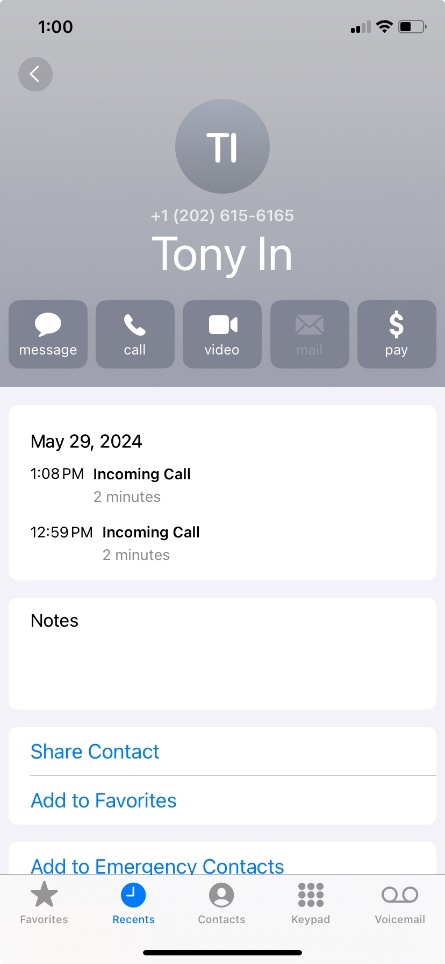 1:00
TI
+1 (202) 615-6165
Tony In
message call video mail pay
May 29, 2024
1:08 PM Incoming Call
2 minutes
12:59 PM Incoming Call
2 minutes
Notes
Share Contact
Add to Favorites
Add to Emergency Contacts
Favorites Recents Contacts Keypad Voicemail